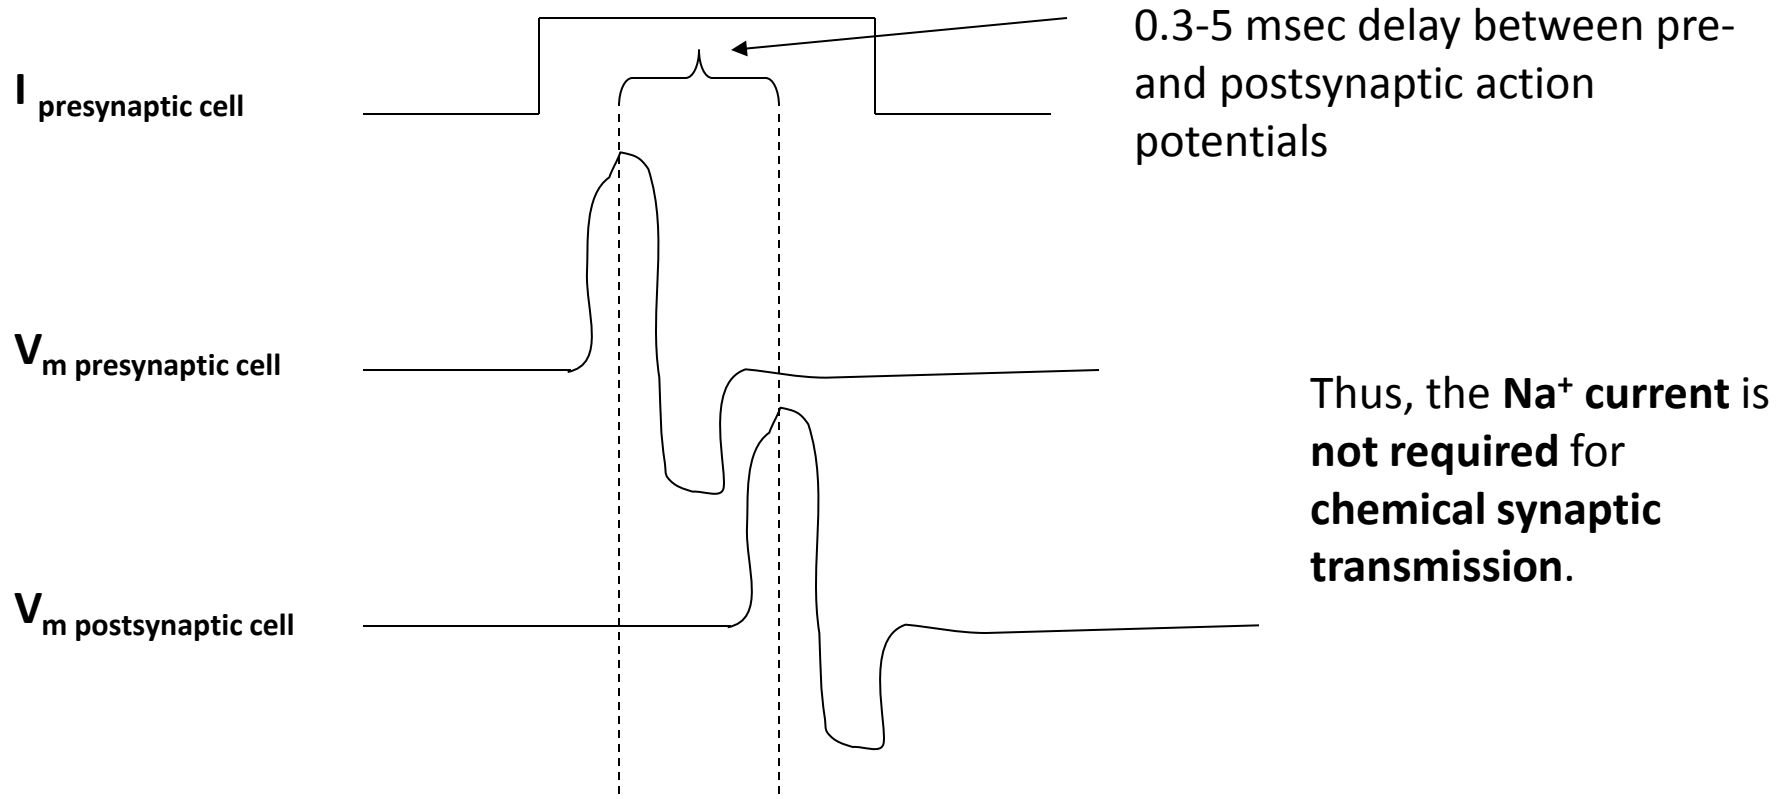 0.3-5 msec delay between pre-
and postsynaptic action
potentials
I presynaptic cell
Vm presynaptic cell
Thus, the Na⁺ current is
not required for
chemical synaptic
transmission.
Vm postsynaptic cell